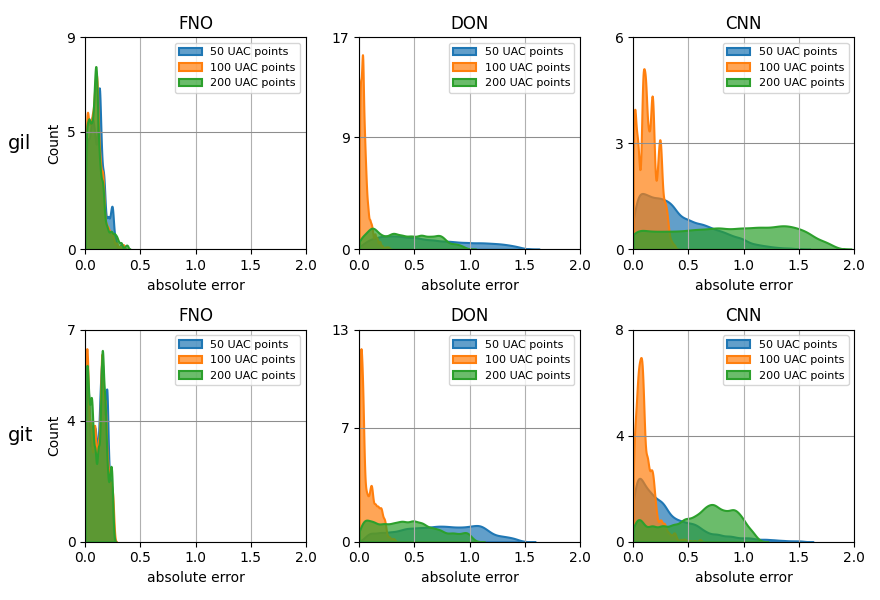 FNO DON CNN
9 17 6
50 UAC points 50 UAC points 50 UAC points
100 UAC points 100 UAC points 100 UAC points
200 UAC points 200 UAC points 200 UAC points
gil Count 5 9 3
0 0 0
0.0 0.5 1.0 1.5 2.0 0.0 0.5 1.0 1.5 2.0 0.0 0.5 1.0 1.5 2.0
absolute error absolute error absolute error
FNO DON CNN
7 13 8
50 UAC points 50 UAC points 50 UAC points
100 UAC points 100 UAC points 100 UAC points
200 UAC points 200 UAC points 200 UAC points
git Count 4 7 4
0 0 0
0.0 0.5 1.0 1.5 2.0 0.0 0.5 1.0 1.5 2.0 0.0 0.5 1.0 1.5 2.0
absolute error absolute error absolute error